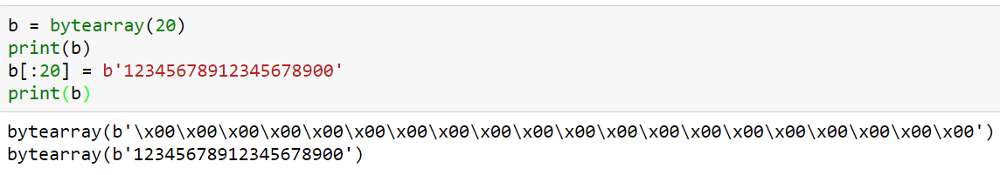 b = bytearray(20)
print(b)
b[:20] = b'12345678912345678900'
print(b)
bytearray(b'\x00\x00\x00\x00\x00\x00\x00\x00\x00\x00\x00\x00\x00\x00\x00\x00\x00\x00\x00\x00')
bytearray(b'12345678912345678900')